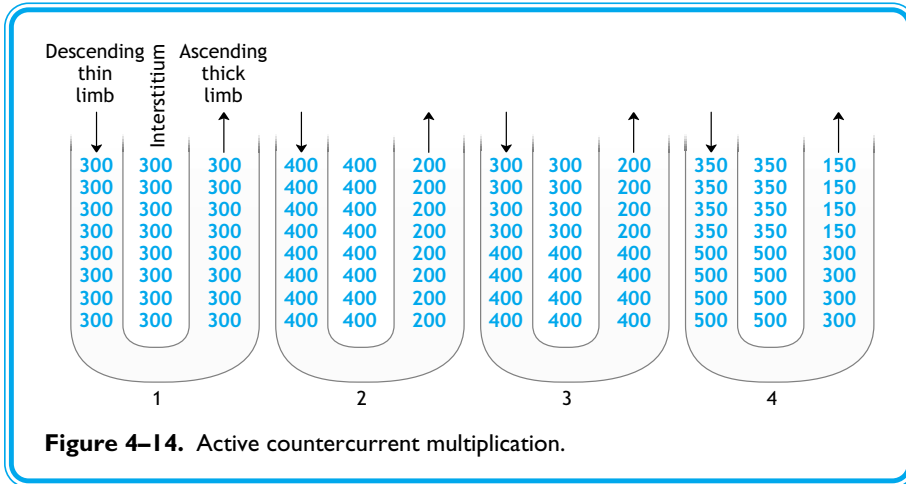 Descending Interstitium Ascending
thin thick
limb limb
300 300 300 400 400 200 300 300 200 350 350 150
300 300 300 400 400 200 300 300 200 350 350 150
300 300 300 400 400 200 300 300 200 350 350 150
300 300 300 400 400 200 300 300 200 350 350 150
300 300 300 400 400 200 400 400 400 500 500 300
300 300 300 400 400 200 400 400 400 500 500 300
300 300 300 400 400 200 400 400 400 500 500 300
300 300 300 400 400 200 400 400 400 500 500 300
1 2 3 4
Figure 4–14. Active countercurrent multiplication.